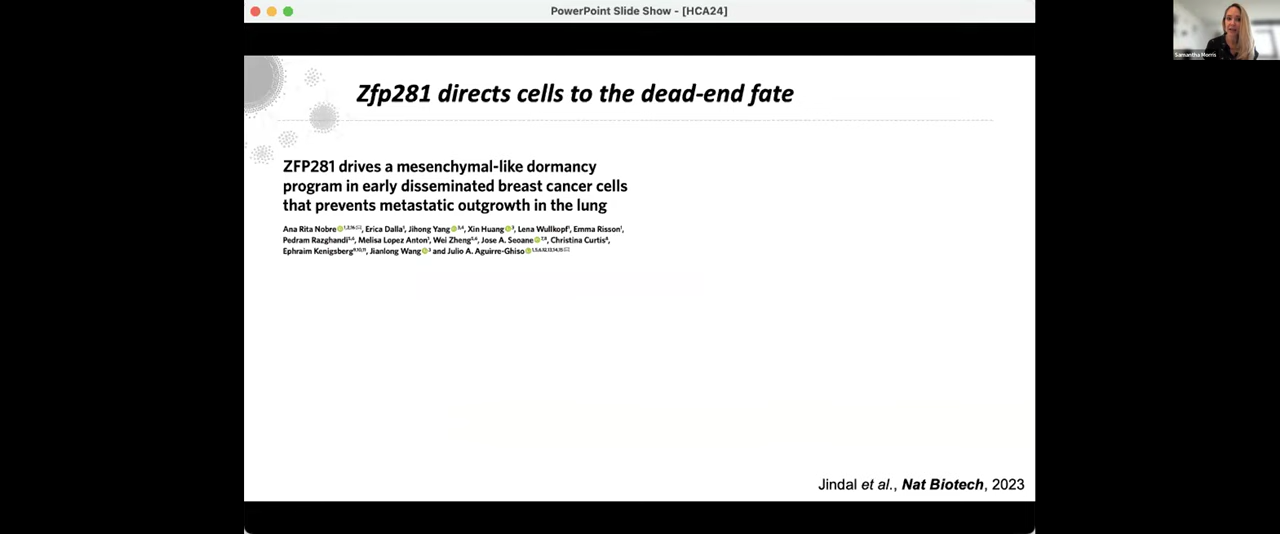 PowerPoint Slide Show - [HCA24]
Samantha Morris
Zfp281 directs cells to the dead-end fate
ZFP281 drives a mesenchymal-like dormancy
program in early disseminated breast cancer cells
that prevents metastatic outgrowth in the lung
Ana Rita Nobre, Erica Dalla, Jihong Yang, Xin Huang, Lena Wullkopf, Emma Risson,
Pedram Razghandi, Melisa Lopez Anton, Wei Zheng, Jose A. Seoane, Christina Curtis,
Ephraim Kenigsberg, Jianlong Wang and Julio A. Aguirre-Ghiso
Jindal et al., Nat Biotech, 2023